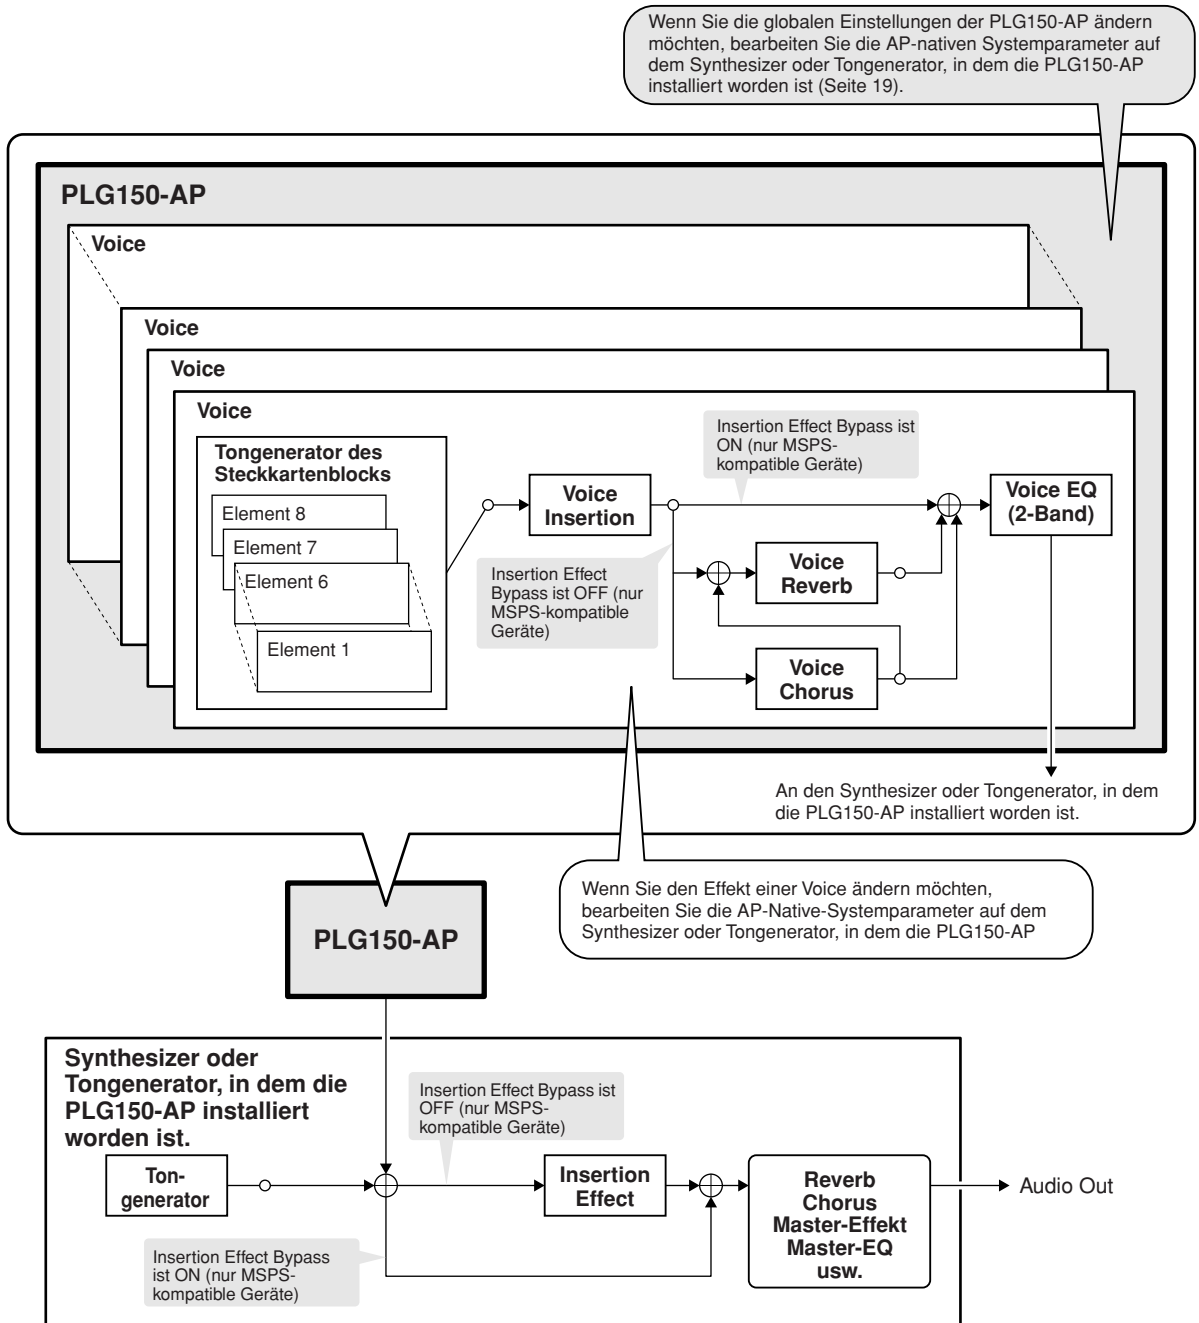 Wenn Sie die globalen Einstellungen der PLG150-AP ändern
möchten, bearbeiten Sie die AP-nativen Systemparameter auf
dem Synthesizer oder Tongenerator, in dem die PLG150-AP
installiert worden ist (Seite 19).
PLG150-AP
Voice
Voice
Voice
Voice
Tongenerator des
Steckkartenblocks
Element 8
Element 7
Element 6
Element 1
Voice
Insertion
Insertion Effect Bypass ist
ON (nur MSPS-
kompatible Geräte)
Voice EQ
(2-Band)
Insertion Effect
Bypass ist OFF (nur
MSPS-kompatible
Geräte)
Voice
Reverb
Voice
Chorus
An den Synthesizer oder Tongenerator, in dem
die PLG150-AP installiert worden ist.
Wenn Sie den Effekt einer Voice ändern möchten,
bearbeiten Sie die AP-Native-Systemparameter auf dem
Synthesizer oder Tongenerator, in dem die PLG150-AP
PLG150-AP
Synthesizer oder
Tongenerator, in dem die
PLG150-AP installiert
worden ist.
Insertion Effect Bypass ist
OFF (nur MSPS-
kompatible Geräte)
Ton-
generator
Insertion
Effect
Reverb
Chorus
Master-Effekt
Master-EQ
usw.
Audio Out
Insertion Effect Bypass
ist ON (nur MSPS-
kompatible Geräte)